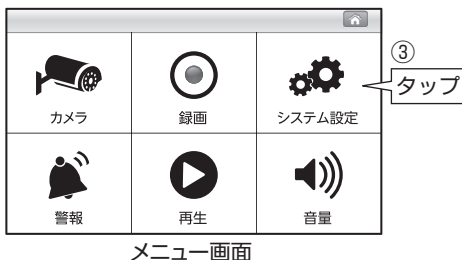 カメラ
録画
システム設定
③
タップ
警報
再生
音量
メニュー画面